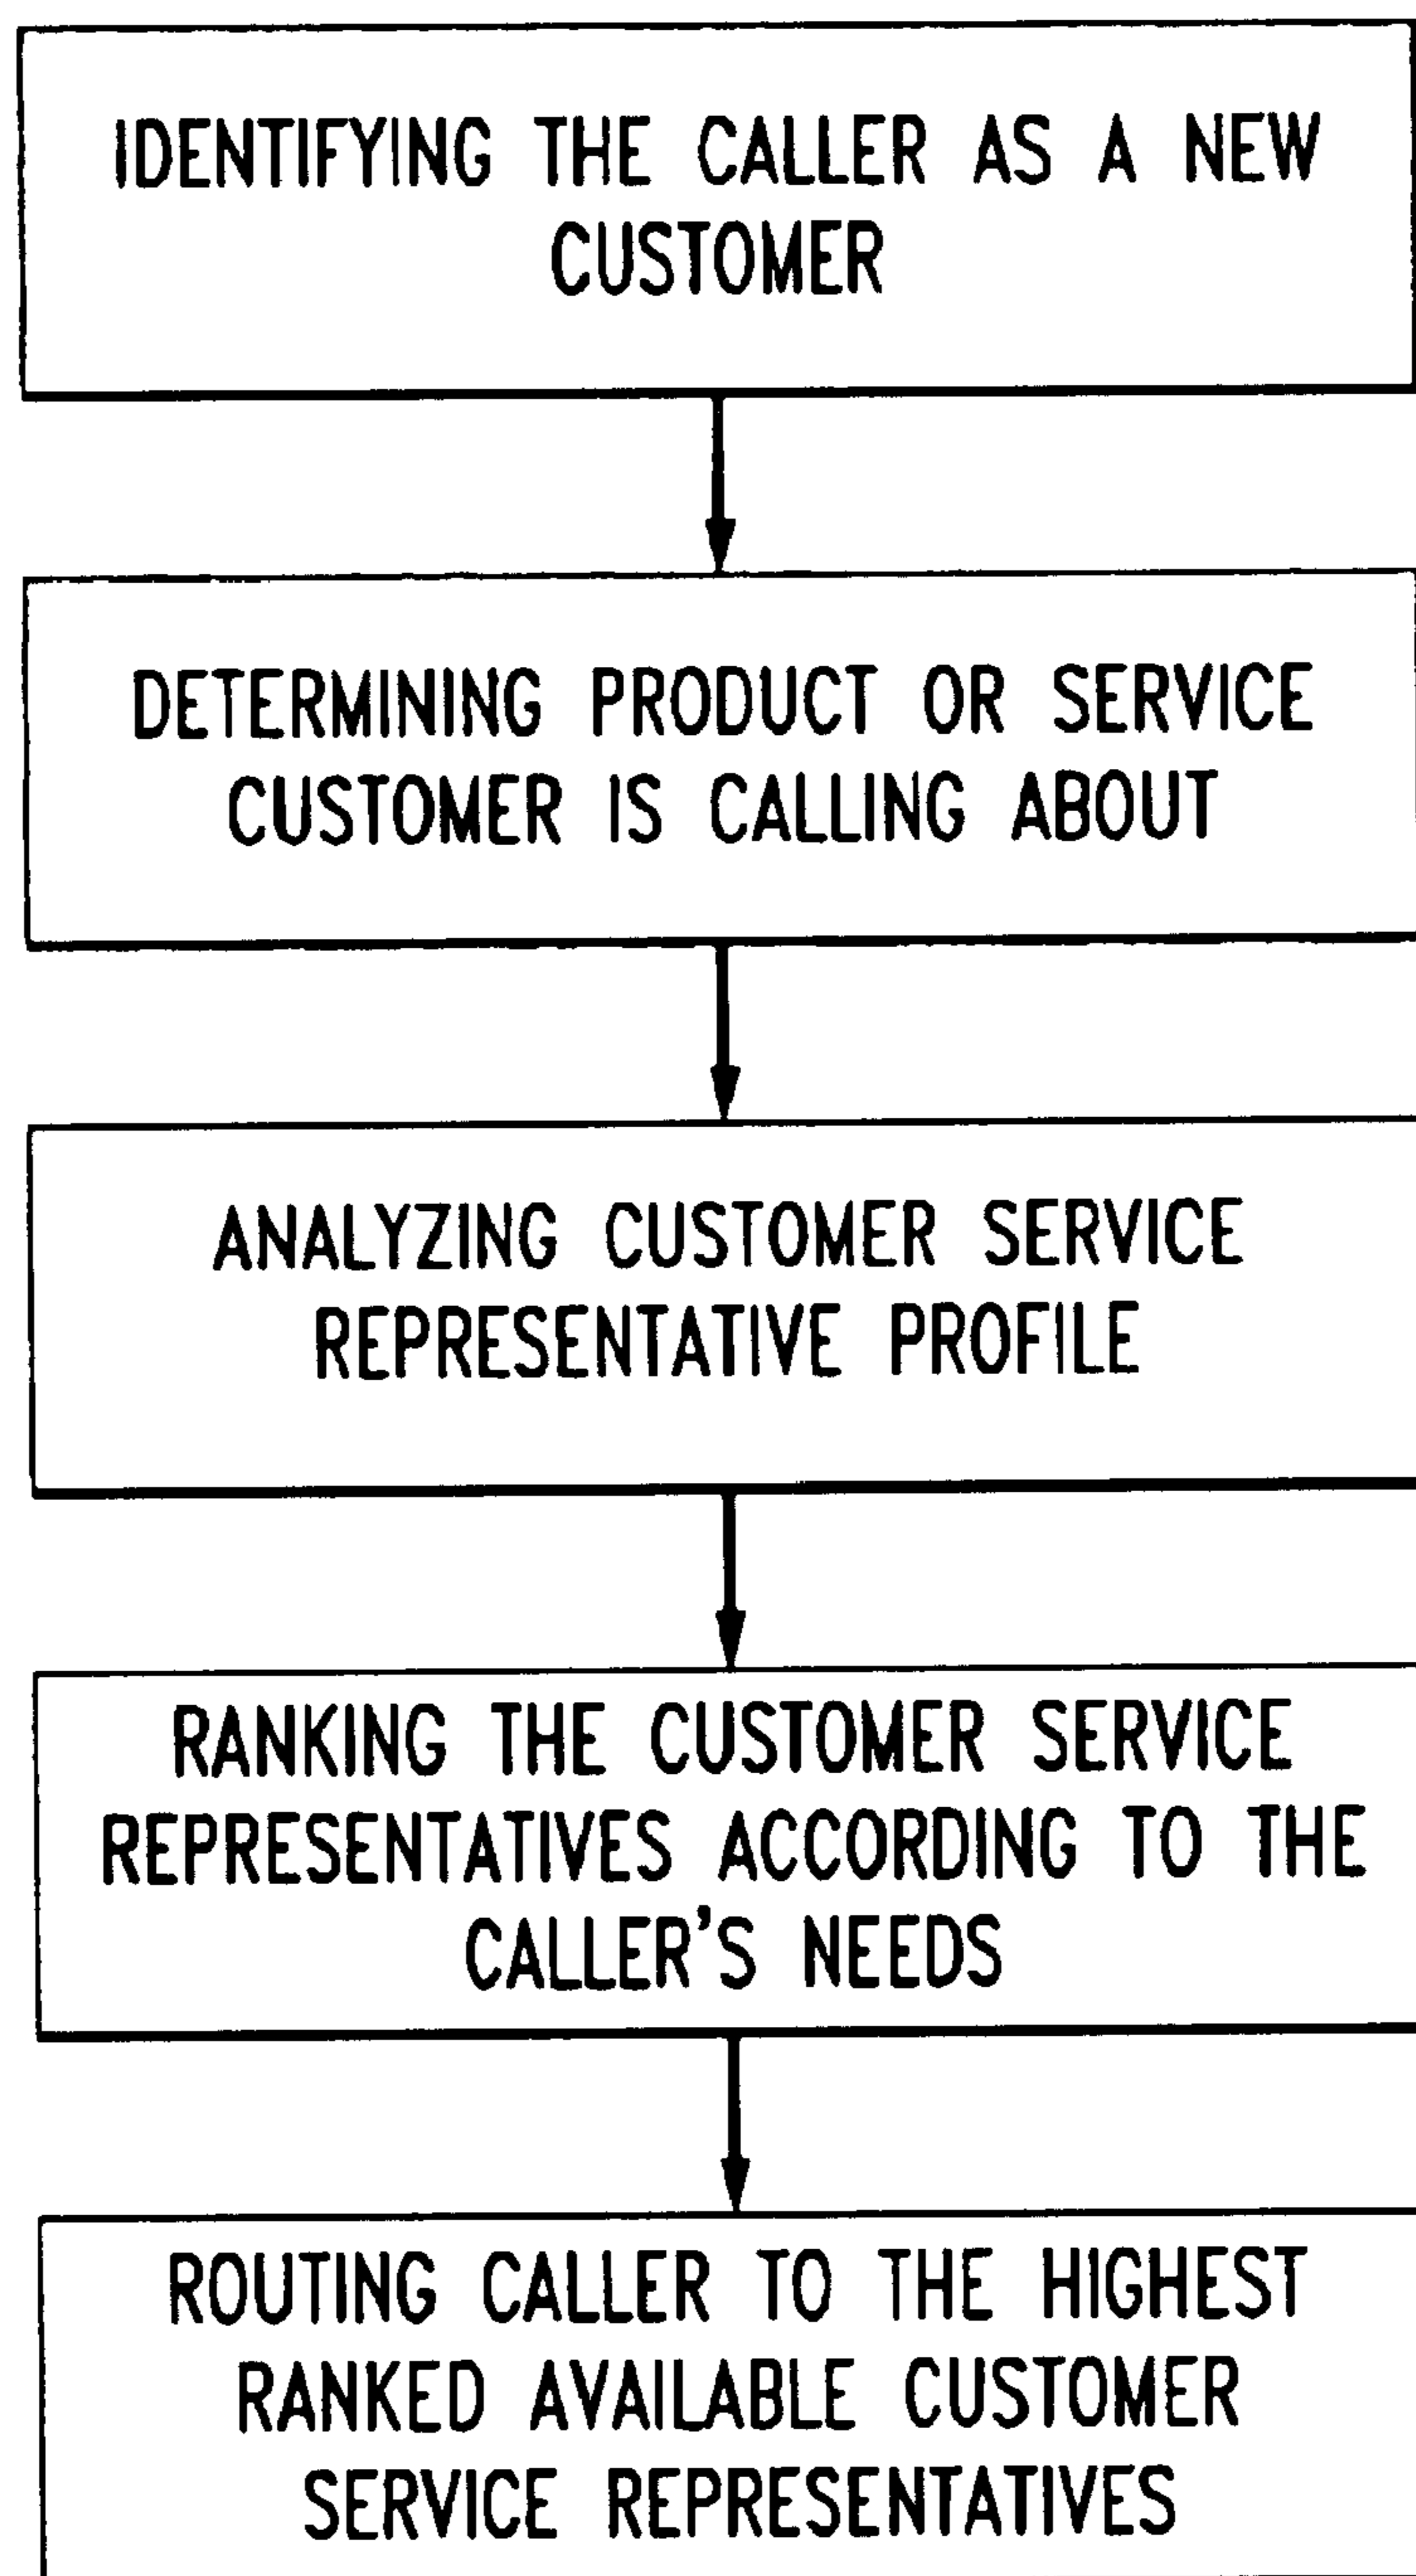 IDENTIFYING THE CALLER AS A NEW
CUSTOMER
DETERMINING PRODUCT OR SERVICE
CUSTOMER IS CALLING ABOUT
ANALYZING CUSTOMER SERVICE
REPRESENTATIVE PROFILE
RANKING THE CUSTOMER SERVICE
REPRESENTATIVES ACCORDING TO THE
CALLER'S NEEDS
ROUTING CALLER TO THE HIGHEST
RANKED AVAILABLE CUSTOMER
SERVICE REPRESENTATIVES